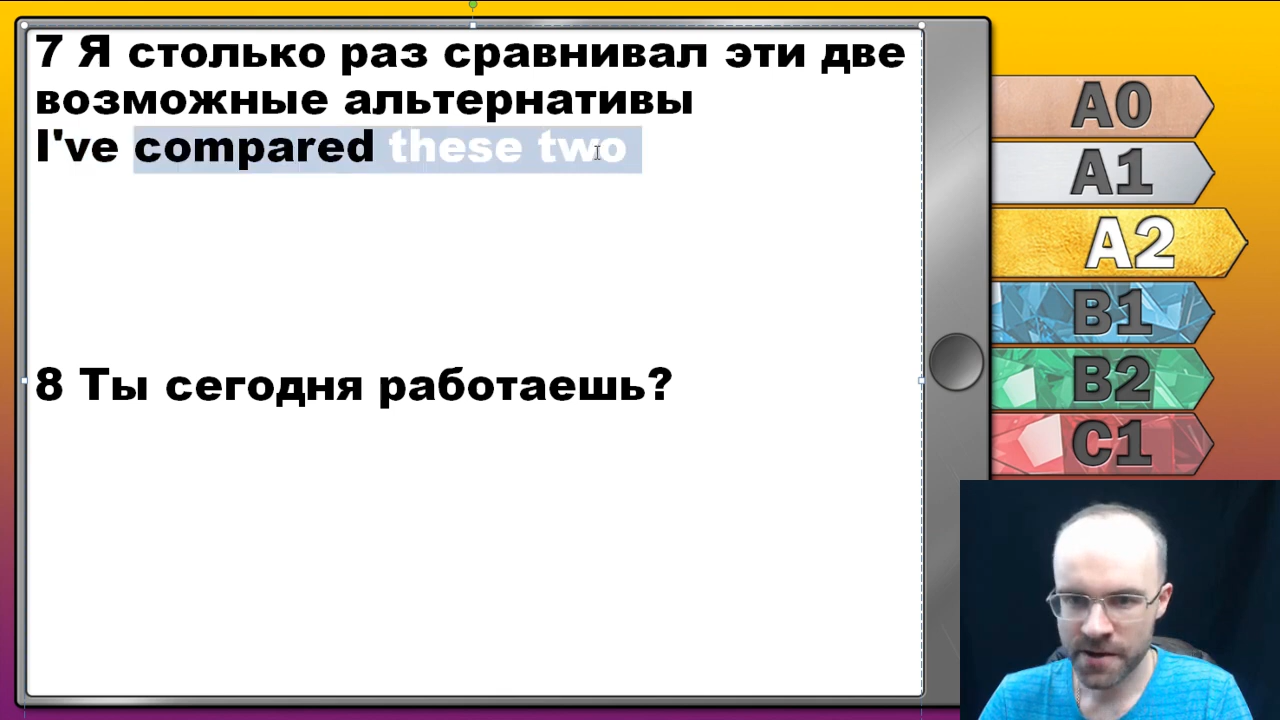 7 Я столько раз сравнивал эти две
возможные альтернативы
I've compared these two
8 Ты сегодня работаешь?
A0
A1
A2
B1
B2
C1